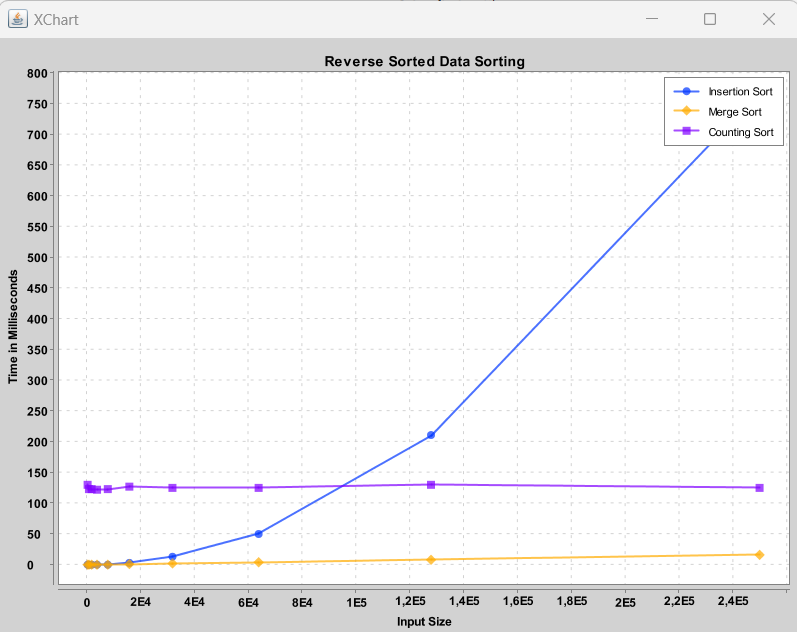 XChart
Reverse Sorted Data Sorting
Insertion Sort
Merge Sort
Counting Sort
Time in Milliseconds
800
750
700
650
600
550
500
450
400
350
300
250
200
150
100
50
0
0 2E4 4E4 6E4 8E4 1E5 1,2E5 1,4E5 1,6E5 1,8E5 2E5 2,2E5 2,4E5
Input Size